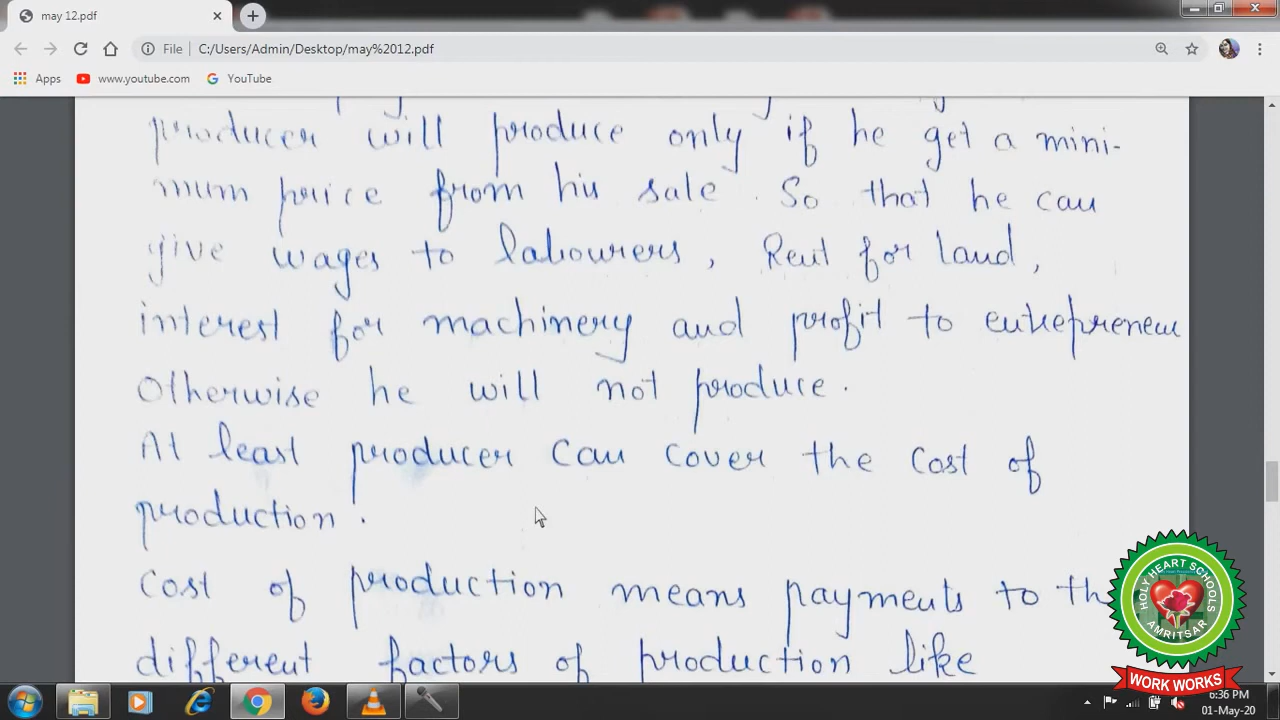 may 12.pdf
File
C:/Users/Admin/Desktop/may%2012.pdf
Apps
www.youtube.com
YouTube
producer will produce only if he get a mini-
mum price from his sale. So that he can
give wages to labourers, Rent for land,
interest for machinery and profit to entrepreneur
Otherwise he will not produce.
At least producer can cover the cost of
production.
Cost of production means payments to the
different factors of production like
HOLY HEART SCHOOLS
AMRITSAR
WORK WORKS
6:36 PM
01-May-20